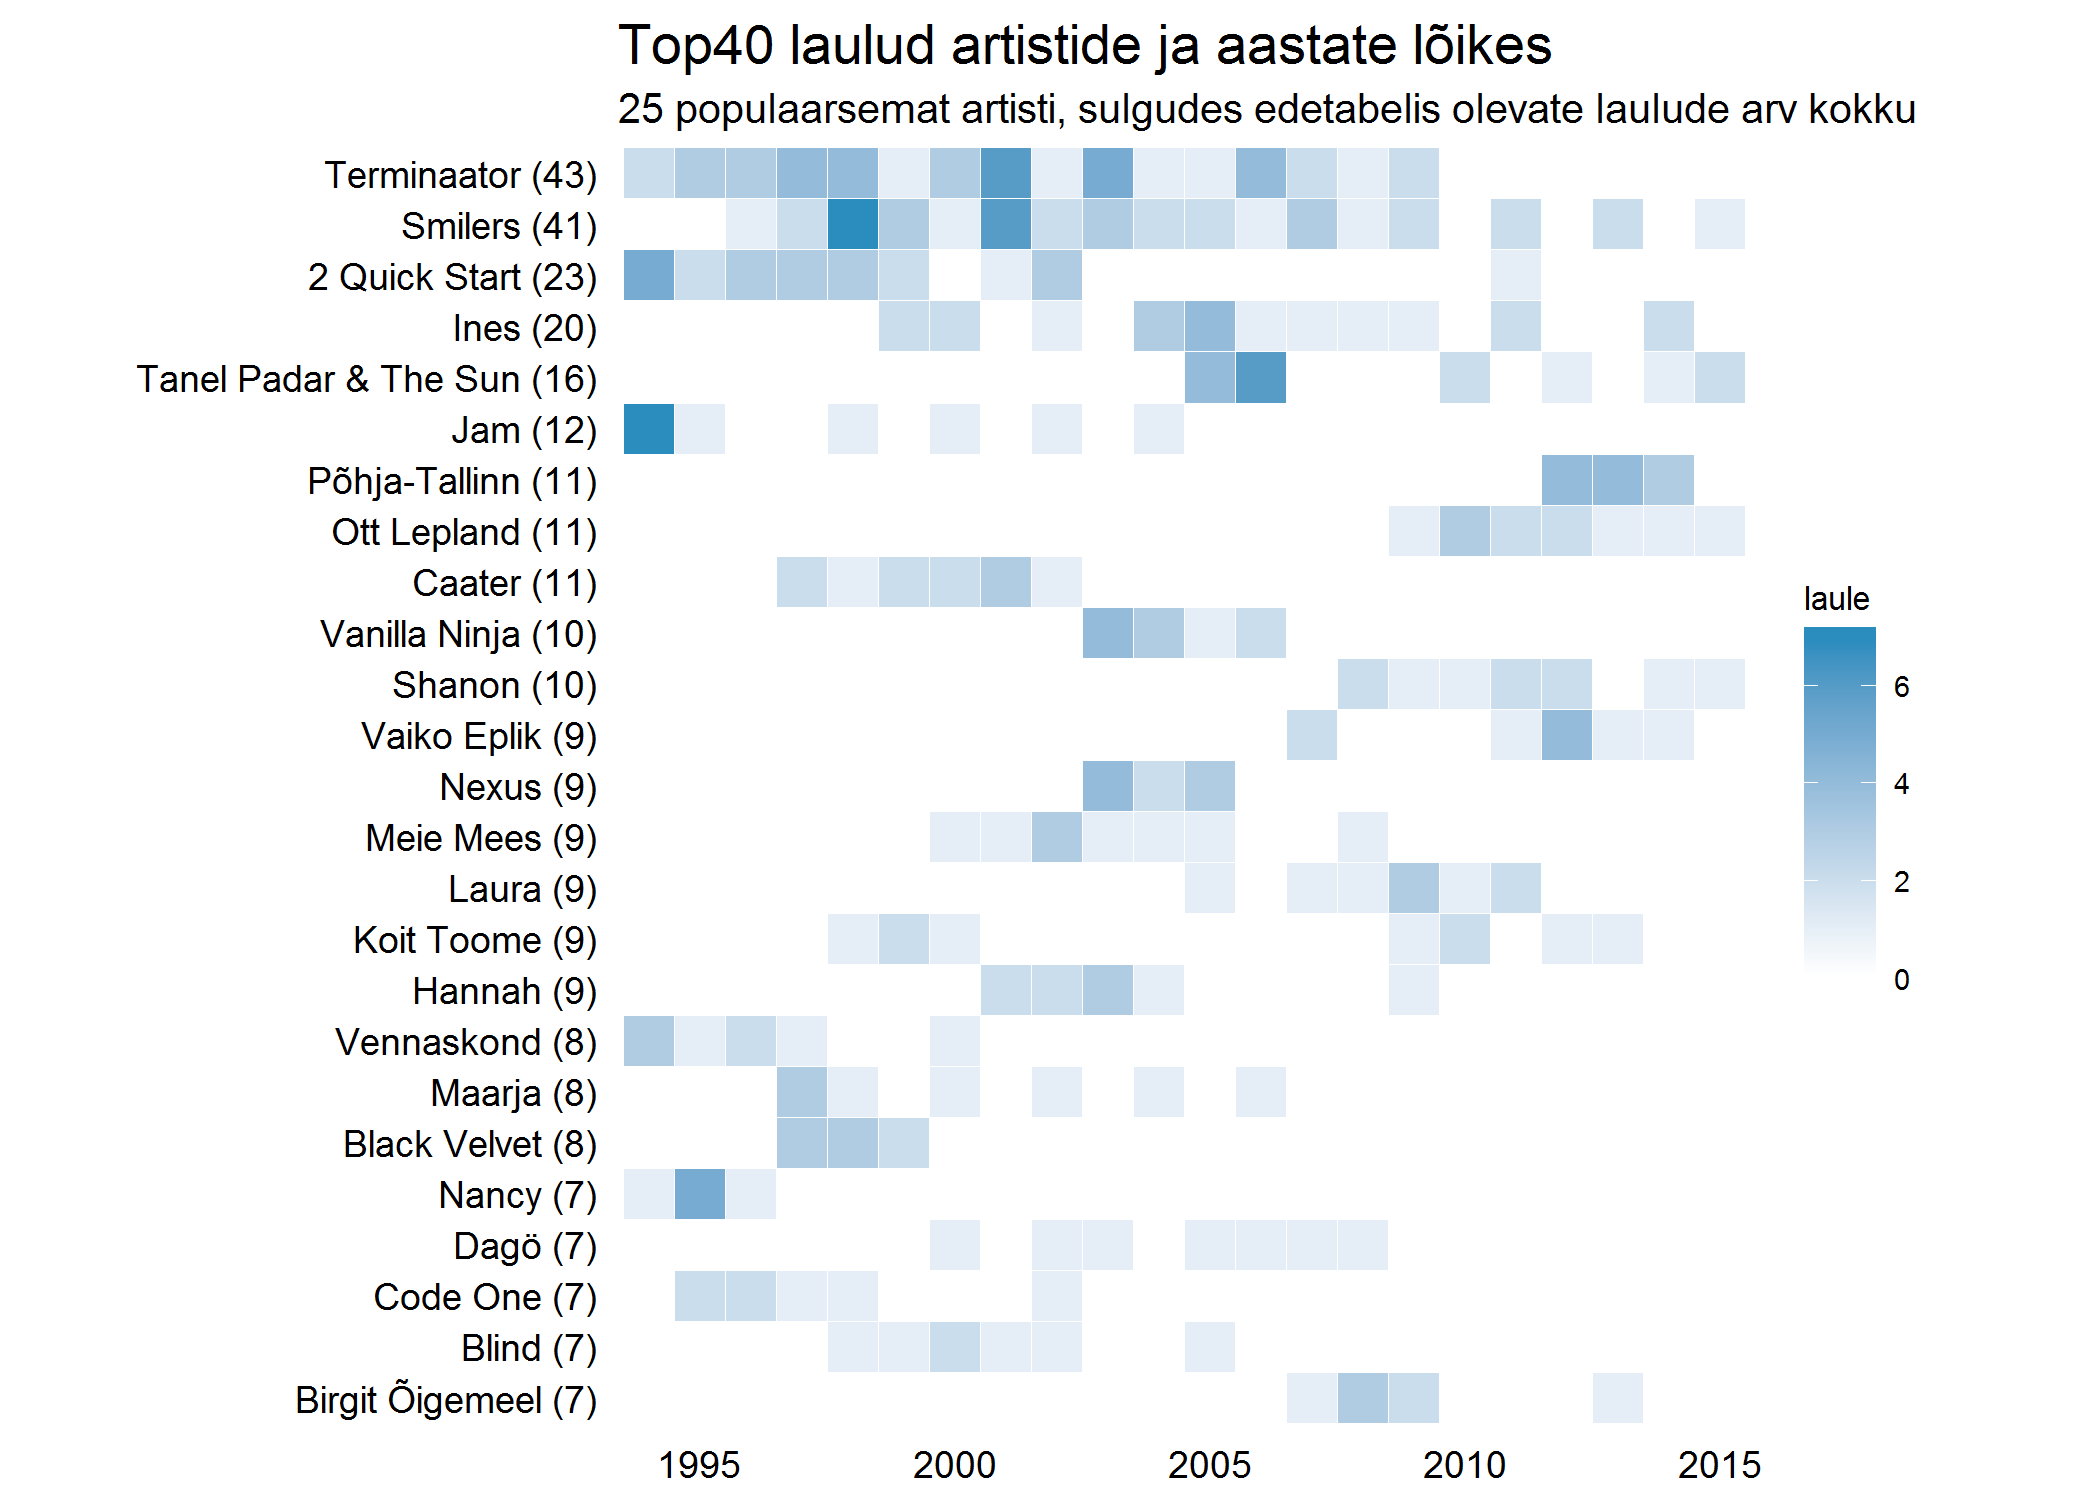 Top40 laulud artistide ja aastate lõikes
25 populaarsemat artisti, sulgudes edetabelis olevate laulude arv kokku
Terminaator (43)
Smilers (41)
2 Quick Start (23)
Ines (20)
Tanel Padar & The Sun (16)
Jam (12)
Põhja-Tallinn (11)
Ott Lepland (11)
Caater (11)
Vanilla Ninja (10)
Shanon (10)
Vaiko Eplik (9)
Nexus (9)
Meie Mees (9)
Laura (9)
Koit Toome (9)
Hannah (9)
Vennaskond (8)
Maarja (8)
Black Velvet (8)
Nancy (7)
Dagö (7)
Code One (7)
Blind (7)
Birgit Õigemeel (7)
1995 2000 2005 2010 2015
laule
6
4
2
0